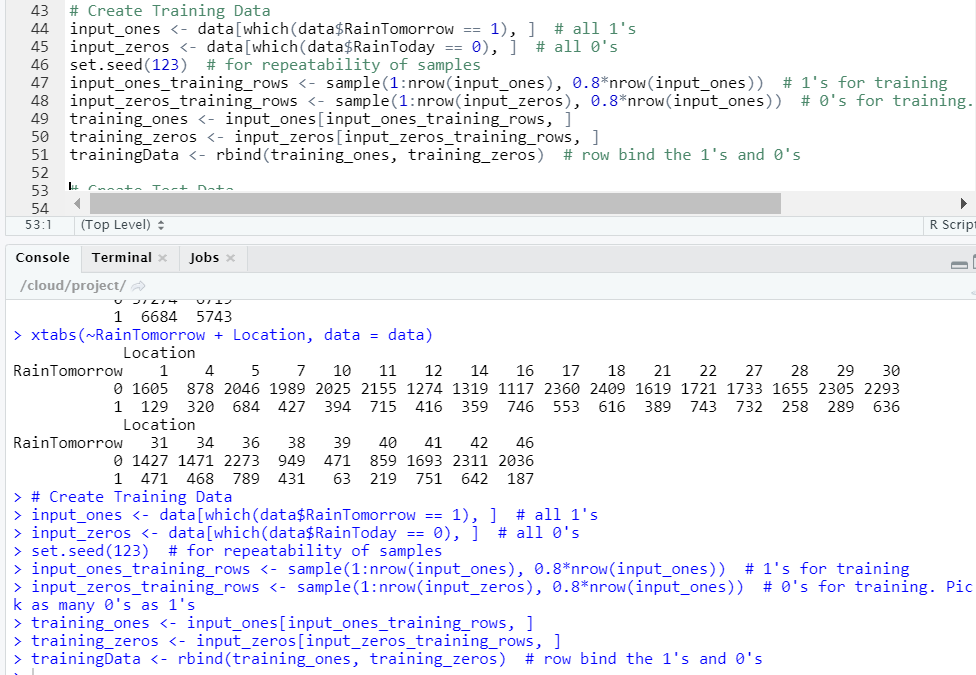 43 # Create Training Data
44 input_ones <- data[which(data$RainTomorrow == 1), ]  # all 1's
45 input_zeros <- data[which(data$RainToday == 0), ]  # all 0's
46 set.seed(123)  # for repeatability of samples
47 input_ones_training_rows <- sample(1:nrow(input_ones), 0.8*nrow(input_ones))  # 1's for training
48 input_zeros_training_rows <- sample(1:nrow(input_zeros), 0.8*nrow(input_ones))  # 0's for training.
49 training_ones <- input_ones[input_ones_training_rows, ]
50 training_zeros <- input_zeros[input_zeros_training_rows, ]
51 trainingData <- rbind(training_ones, training_zeros)  # row bind the 1's and 0's
52
53 # Create Test Data
54
53:1 (Top Level) R Script
Console Terminal × Jobs ×
/cloud/project/
1  6684  5743
> xtabs(~RainTomorrow + Location, data = data)
Location
RainTomorrow    1    4    5    7   10   11   12   14   16   17   18   21   22   27   28   29   30
0 1605  878 2046 1989 2025 2155 1274 1319 1117 2360 2409 1619 1721 1733 1655 2305 2293
1  129  320  684  427  394  715  416  359  746  553  616  389  743  732  258  289  636
Location
RainTomorrow   31   34   36   38   39   40   41   42   46
0 1427 1471 2273  949  471  859 1693 2311 2036
1  471  468  789  431   63  219  751  642  187
> # Create Training Data
> input_ones <- data[which(data$RainTomorrow == 1), ]  # all 1's
> input_zeros <- data[which(data$RainToday == 0), ]  # all 0's
> set.seed(123)  # for repeatability of samples
> input_ones_training_rows <- sample(1:nrow(input_ones), 0.8*nrow(input_ones))  # 1's for training
> input_zeros_training_rows <- sample(1:nrow(input_zeros), 0.8*nrow(input_ones))  # 0's for training. Pic
k as many 0's as 1's
> training_ones <- input_ones[input_ones_training_rows, ]
> training_zeros <- input_zeros[input_zeros_training_rows, ]
> trainingData <- rbind(training_ones, training_zeros)  # row bind the 1's and 0's
>